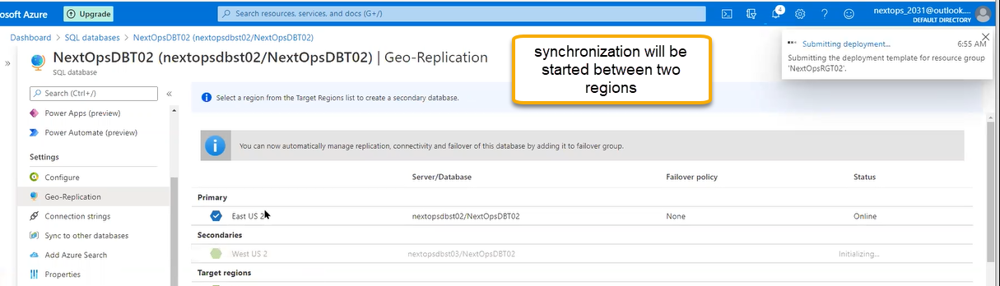 osoft Azure
Upgrade
Search resources, services, and docs (G+/)
4
nextops_2031@outlook....
DEFAULT DIRECTORY
Dashboard > SQL databases > NextOpsDBT02 (nextopsdbst02/NextOpsDBT02)
NextOpsDBT02 (nextopsdbst02/NextOpsDBT02) | Geo-Replication
SQL database
synchronization will be
started between two
regions
Submitting deployment...
6:55 AM
Submitting the deployment template for resource group
'NextOpsRGT02'.
Search (Ctrl+/)
Power Apps (preview)
Power Automate (preview)
Settings
Configure
Geo-Replication
Connection strings
Sync to other databases
Add Azure Search
Properties
Select a region from the Target Regions list to create a secondary database.
You can now automatically manage replication, connectivity and failover of this database by adding it to failover group.
Server/Database Failover policy Status
Primary
East US 2 nextopsdbst02/NextOpsDBT02 None Online
Secondaries
West US 2 nextopsdbst03/NextOpsDBT02 Initializing...
Target regions